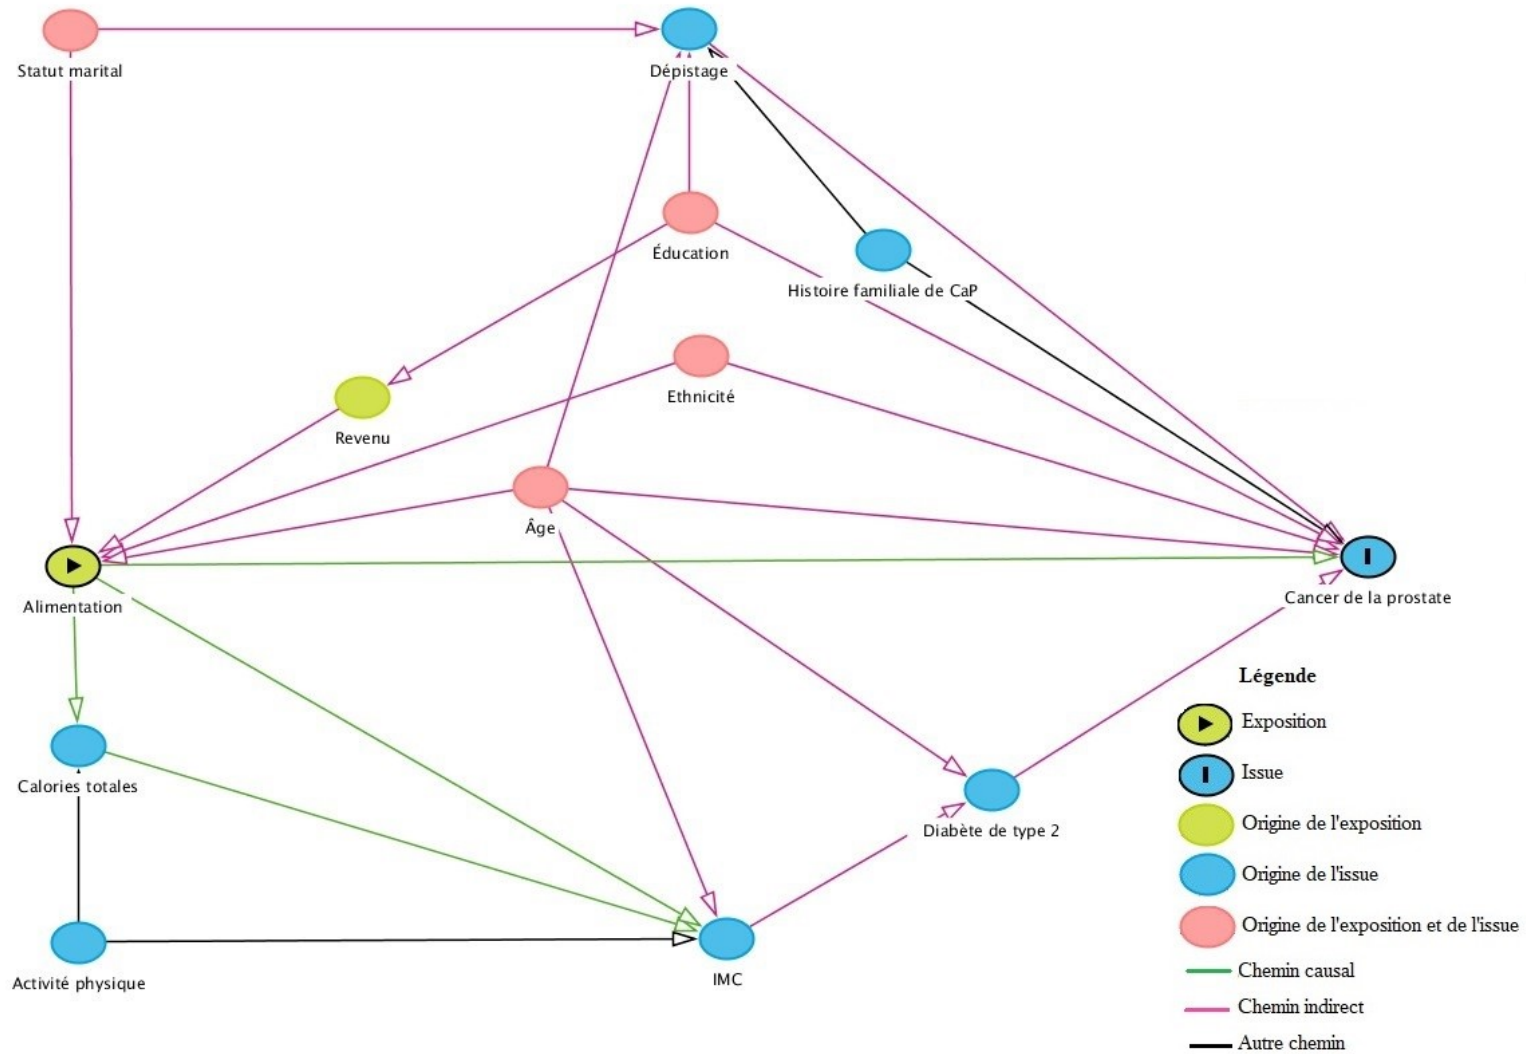 Statut marital
Dépistage
Éducation
Histoire familiale de CaP
Ethnicité
Revenu
Âge
Alimentation
Cancer de la prostate
Légende
Exposition
Issue
Calories totales
Origine de l'exposition
Diabète de type 2
Origine de l'issue
Origine de l'exposition et de l'issue
Chemin causal
IMC
Activité physique
Chemin indirect
Autre chemin